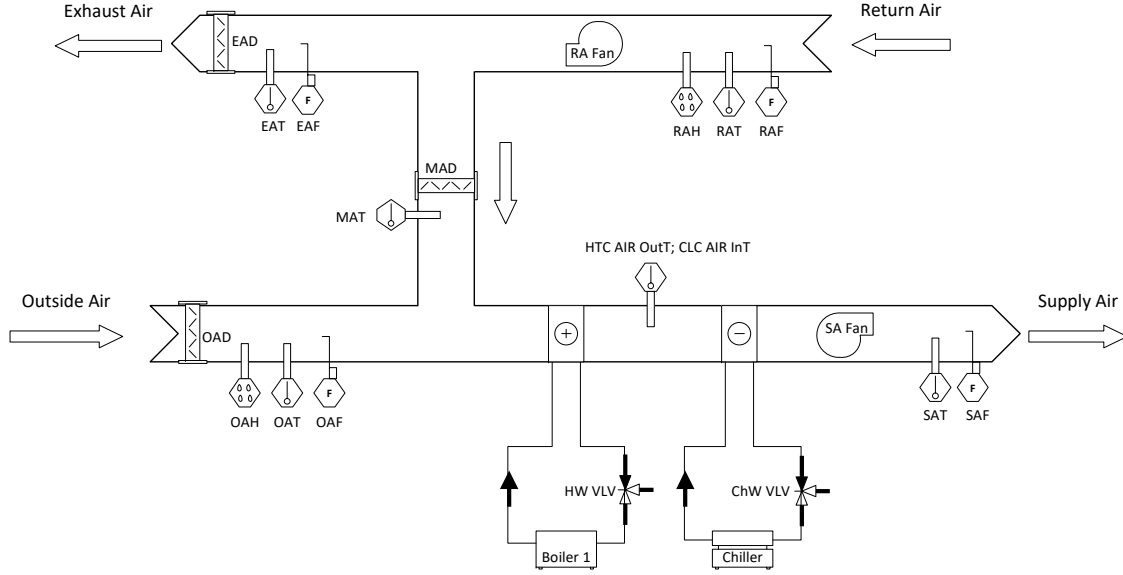 Exhaust Air
Return Air
EAD
RA Fan
F
F
EAT
EAF
RAH
RAT
RAF
MAD
MAT
HTC AIR OutT; CLC AIR InT
Outside Air
Supply Air
OAD
SA Fan
F
F
OAH
OAT
OAF
SAT
SAF
HW VLV
ChW VLV
Boiler 1
Chiller